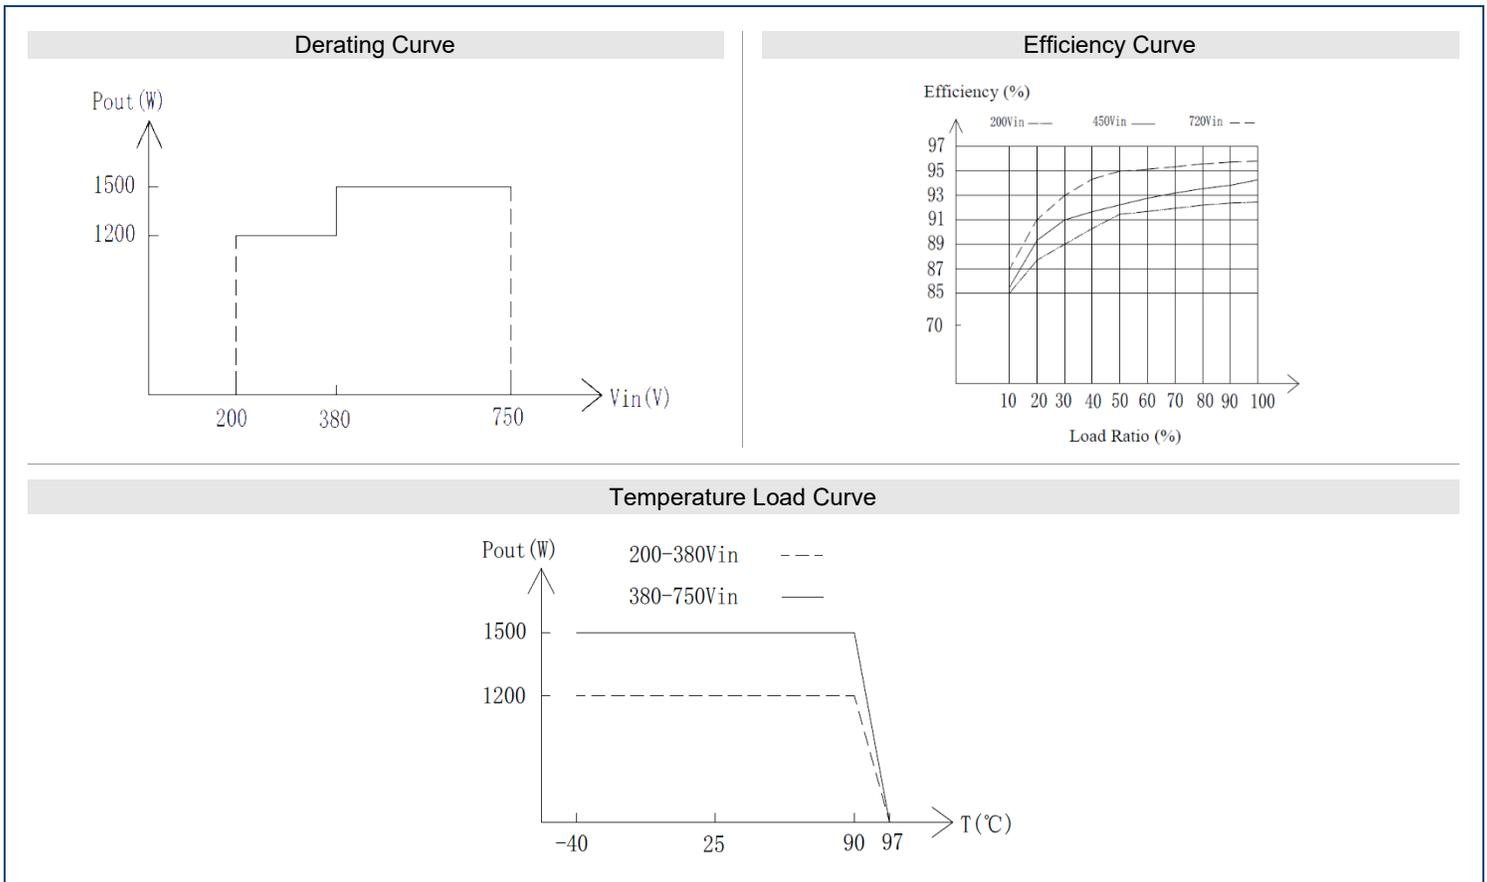 Derating Curve
Pout(W)
1500
1200
200 380 750
Vin(V)
Efficiency Curve
Efficiency (%)
200Vin 450Vin 720Vin
97
95
93
91
89
87
85
70
10 20 30 40 50 60 70 80 90 100
Load Ratio (%)
Temperature Load Curve
Pout(W)
200-380Vin
380-750Vin
1500
1200
-40 25 90 97
T(℃)